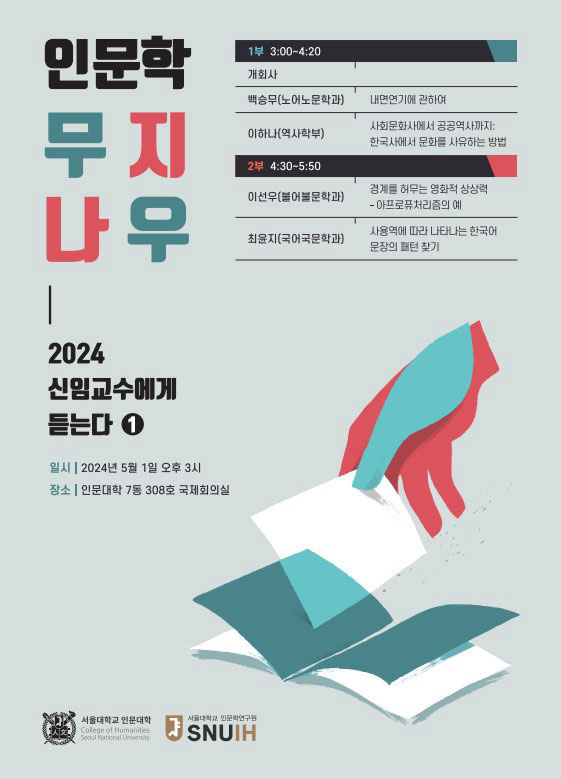 인문학
무지
나우
2024
신임교수에게
듣는다 ❶
일시 | 2024년 5월 1일 오후 3시
장소 | 인문대학 7동 308호 국제회의실
1부 3:00~4:20
개회사
백승무(노어노문학과) 내면연기에 관하여
이하나(역사학부) 사회문화사에서 공공역사까지:
한국사에서 문화를 사유하는 방법
2부 4:30~5:50
이선우(불어불문학과) 경계를 허무는 영화적 상상력
- 아프로퓨처리즘의 예
최윤지(국어국문학과) 사용역에 따라 나타나는 한국어
문장의 패턴 찾기
서울대학교 인문대학
College of Humanities
Seoul National University
서울대학교 인문학연구원
SNUIH